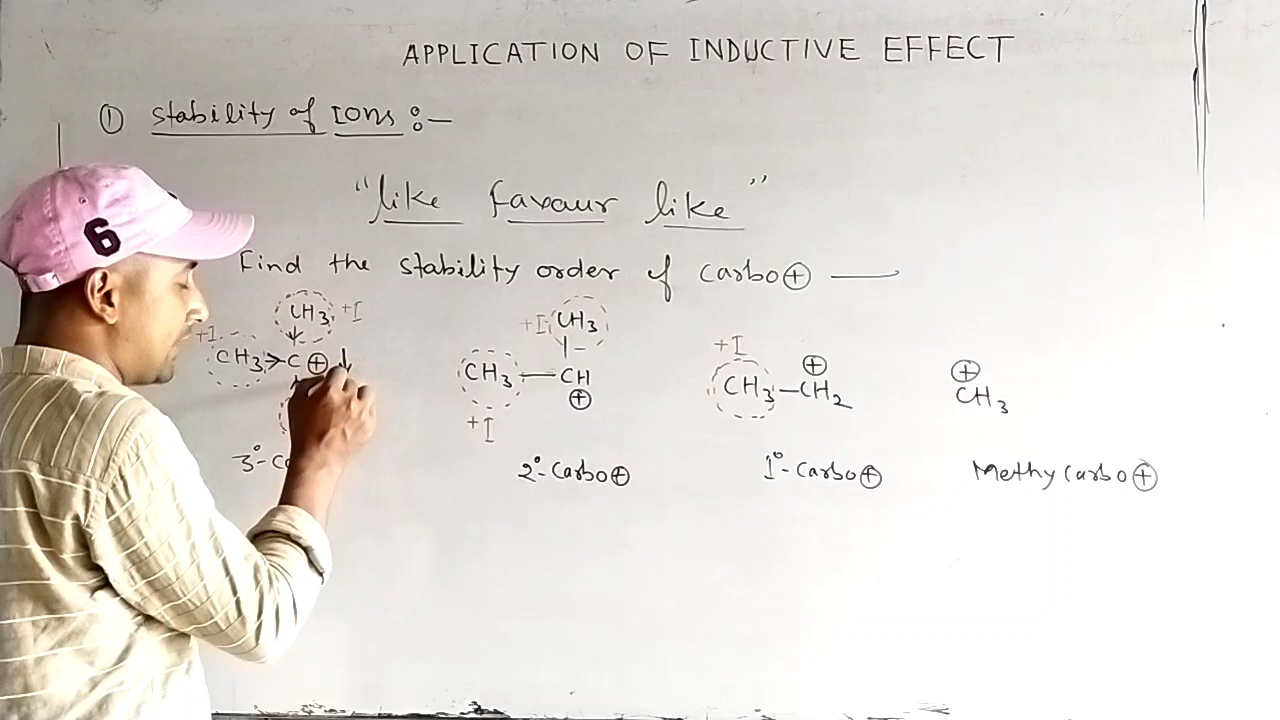 APPLICATION OF INDUCTIVE EFFECT
① Stability of Ions :-
"like favour like"
Find the stability order of Carbo⊕ —
6
CH3 +I +I CH3
+I CH3 > C ⊕ ↓ CH3 — CH ⊕ +I CH3 — CH2 ⊕ ⊕ CH3
+I
3°- 2°-Carbo⊕ 1°-Carbo⊕ Methy Carbo⊕